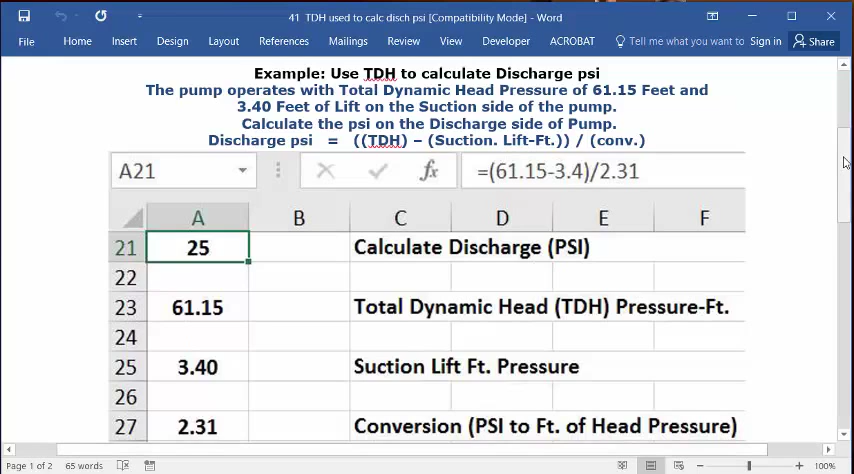 41 TDH used to calc disch psi [Compatibility Mode] - Word
File Home Insert Design Layout References Mailings Review View Developer ACROBAT Tell me what you want to do Sign in Share
Example: Use TDH to calculate Discharge psi
The pump operates with Total Dynamic Head Pressure of 61.15 Feet and
3.40 Feet of Lift on the Suction side of the pump.
Calculate the psi on the Discharge side of Pump.
Discharge psi = ((TDH) – (Suction. Lift-Ft.)) / (conv.)
A21 fx =(61.15-3.4)/2.31
A B C D E F
21 25 Calculate Discharge (PSI)
22
23 61.15 Total Dynamic Head (TDH) Pressure-Ft.
24
25 3.40 Suction Lift Ft. Pressure
26
27 2.31 Conversion (PSI to Ft. of Head Pressure)
Page 1 of 2 65 words 100%